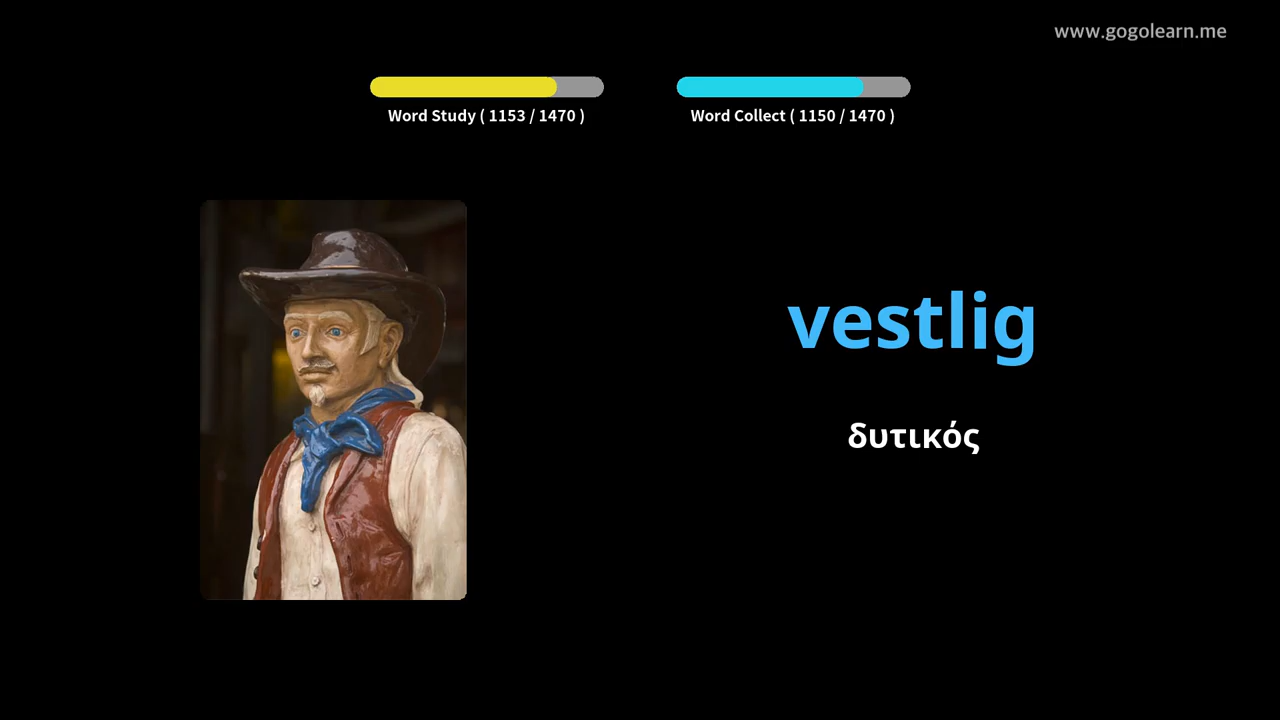 www.gogolearn.me
Word Study ( 1153 / 1470 )
Word Collect ( 1150 / 1470 )
vestlig
δυτικός